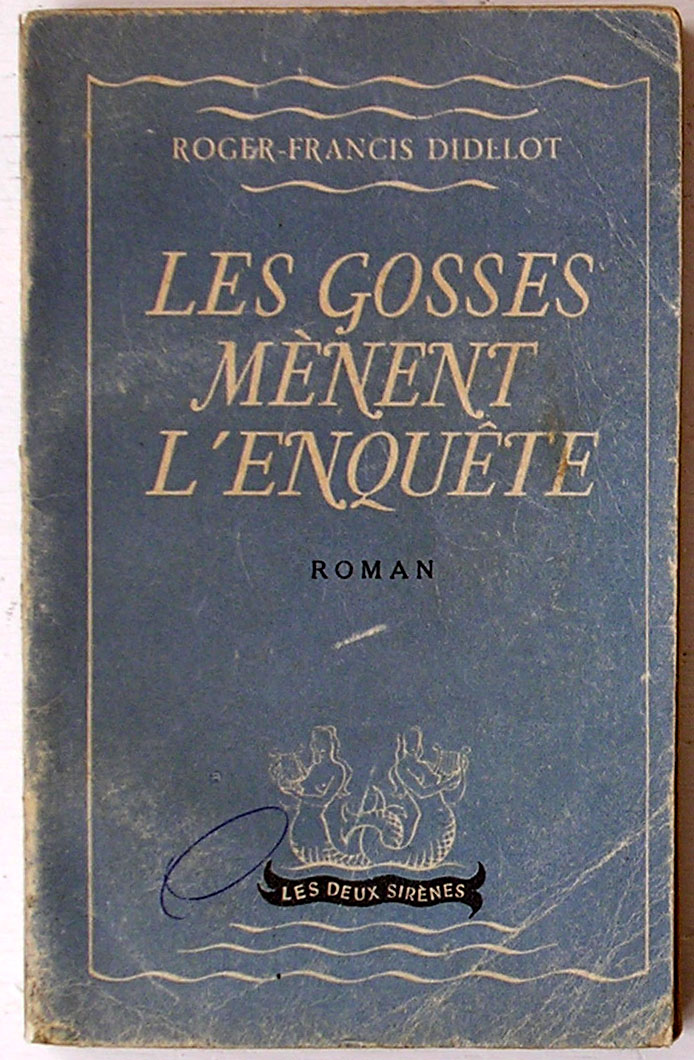 ROGER-FRANCIS DIDELOT
LES GOSSES
MÈNENT
L'ENQUÊTE
ROMAN
LES DEUX SIRÈNES